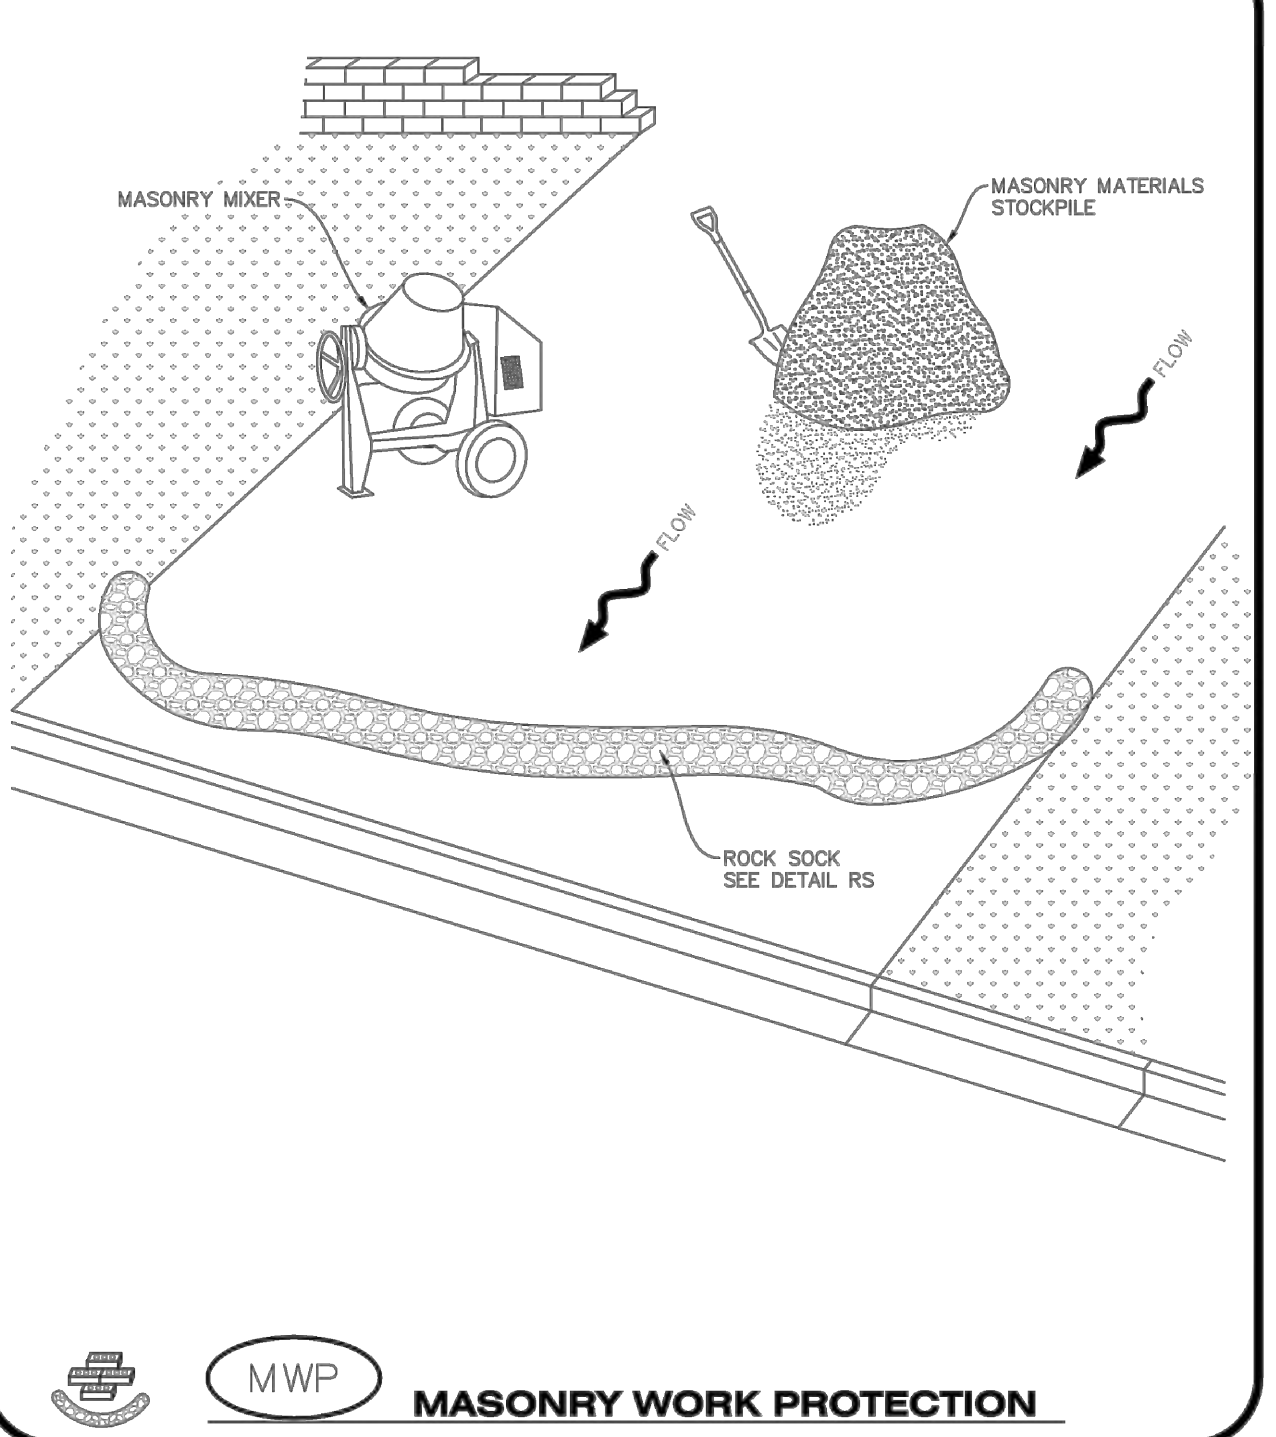 MASONRY MIXER
MASONRY MATERIALS
STOCKPILE
FLOW
FLOW
ROCK SOCK
SEE DETAIL RS
MWP
MASONRY WORK PROTECTION